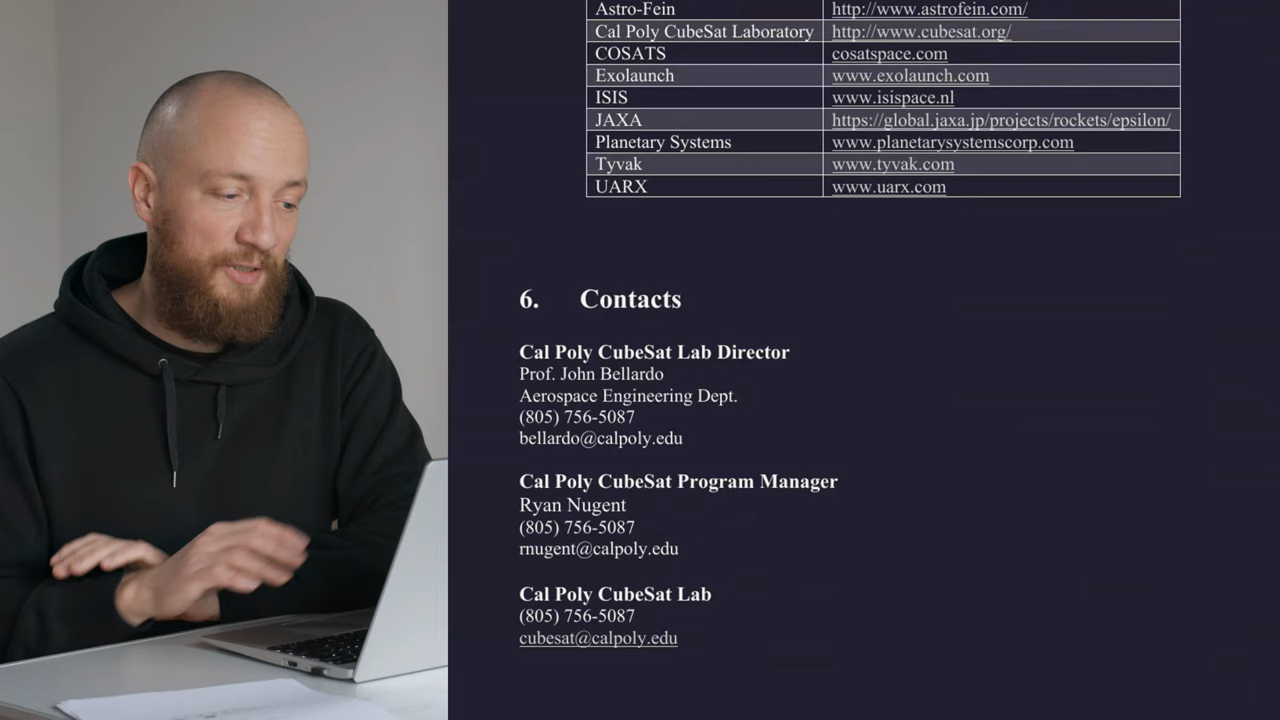 Astro-Fein http://www.astrofein.com/
Cal Poly CubeSat Laboratory http://www.cubesat.org/
COSATS cosatspace.com
Exolaunch www.exolaunch.com
ISIS www.isispace.nl
JAXA https://global.jaxa.jp/projects/rockets/epsilon/
Planetary Systems www.planetarysystemscorp.com
Tyvak www.tyvak.com
UARX www.uarx.com
6. Contacts
Cal Poly CubeSat Lab Director
Prof. John Bellardo
Aerospace Engineering Dept.
(805) 756-5087
bellardo@calpoly.edu
Cal Poly CubeSat Program Manager
Ryan Nugent
(805) 756-5087
rnugent@calpoly.edu
Cal Poly CubeSat Lab
(805) 756-5087
cubesat@calpoly.edu